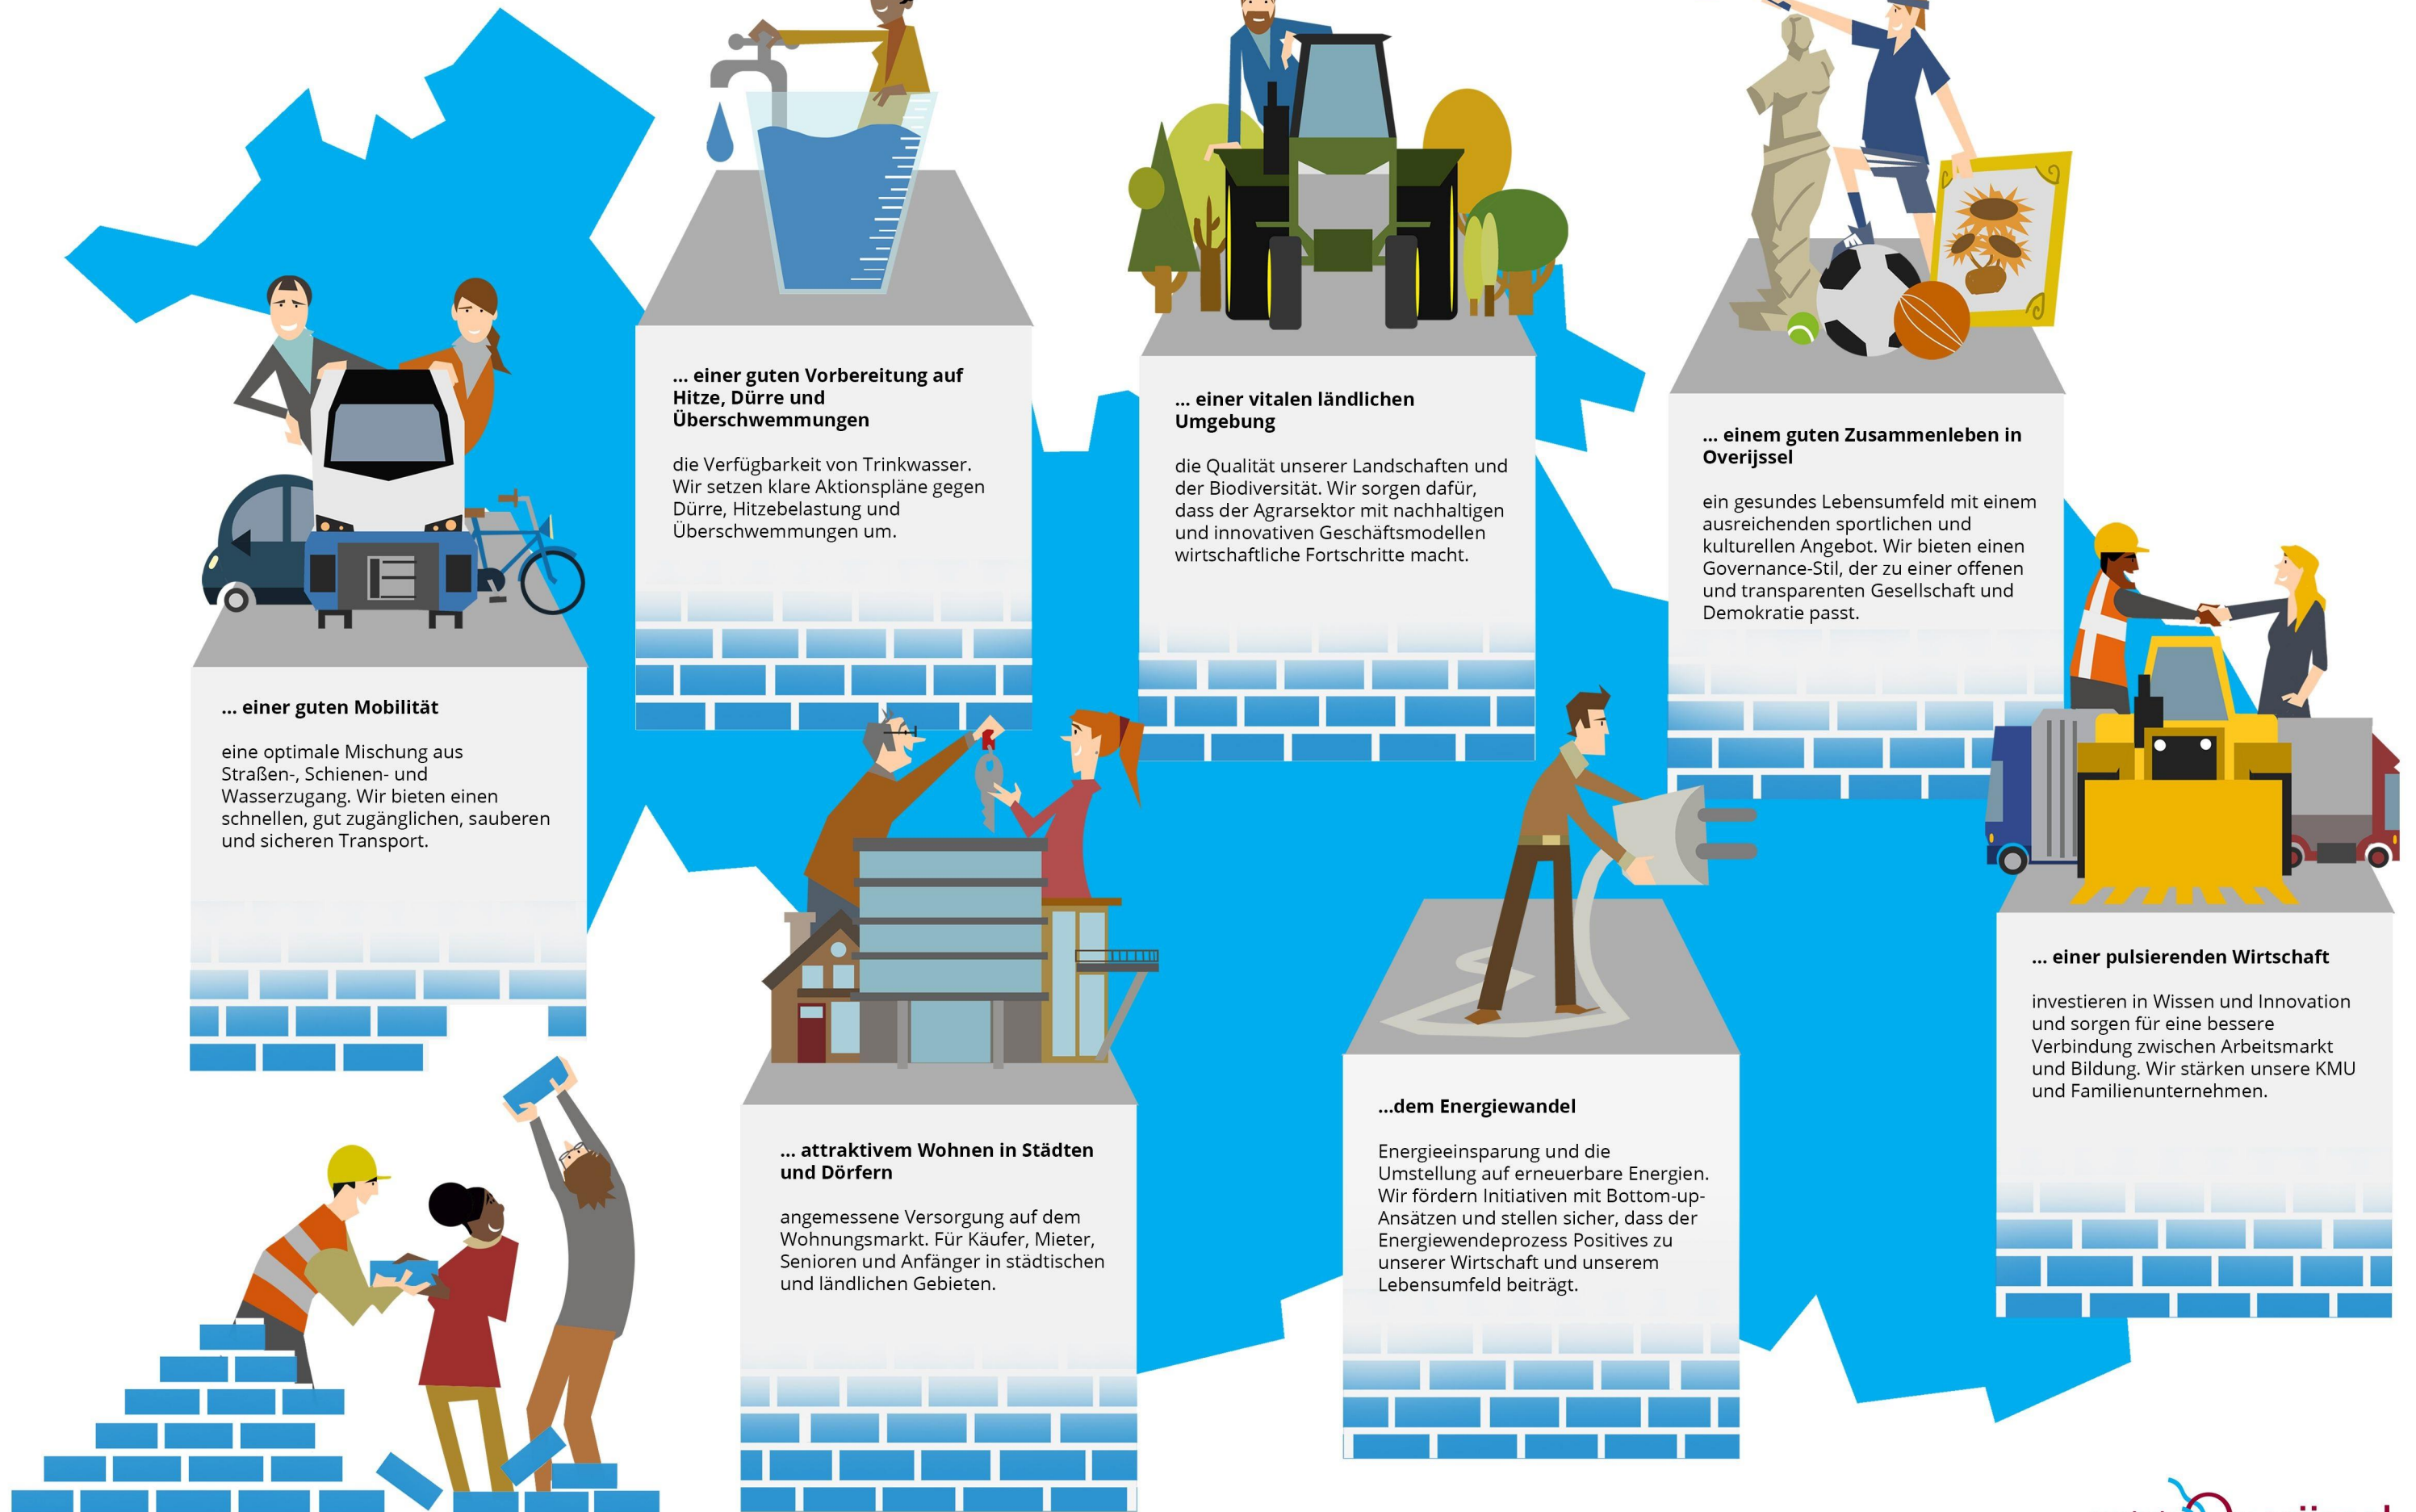 ... einer guten Vorbereitung auf
Hitze, Dürre und
Überschwemmungen
die Verfügbarkeit von Trinkwasser.
Wir setzen klare Aktionspläne gegen
Dürre, Hitzebelastung und
Überschwemmungen um.
... einer vitalen ländlichen
Umgebung
die Qualität unserer Landschaften und
der Biodiversität. Wir sorgen dafür,
dass der Agrarsektor mit nachhaltigen
und innovativen Geschäftsmodellen
wirtschaftliche Fortschritte macht.
... einem guten Zusammenleben in
Overijssel
ein gesundes Lebensumfeld mit einem
ausreichenden sportlichen und
kulturellen Angebot. Wir bieten einen
Governance-Stil, der zu einer offenen
und transparenten Gesellschaft und
Demokratie passt.
... einer guten Mobilität
eine optimale Mischung aus
Straßen-, Schienen- und
Wasserzugang. Wir bieten einen
schnellen, gut zugänglichen, sauberen
und sicheren Transport.
... attraktivem Wohnen in Städten
und Dörfern
angemessene Versorgung auf dem
Wohnungsmarkt. Für Käufer, Mieter,
Senioren und Anfänger in städtischen
und ländlichen Gebieten.
...dem Energiewandel
Energieeinsparung und die
Umstellung auf erneuerbare Energien.
Wir fördern Initiativen mit Bottom-up-
Ansätzen und stellen sicher, dass der
Energiewendeprozess Positives zu
unserer Wirtschaft und unserem
Lebensumfeld beiträgt.
... einer pulsierenden Wirtschaft
investieren in Wissen und Innovation
und sorgen für eine bessere
Verbindung zwischen Arbeitsmarkt
und Bildung. Wir stärken unsere KMU
und Familienunternehmen.